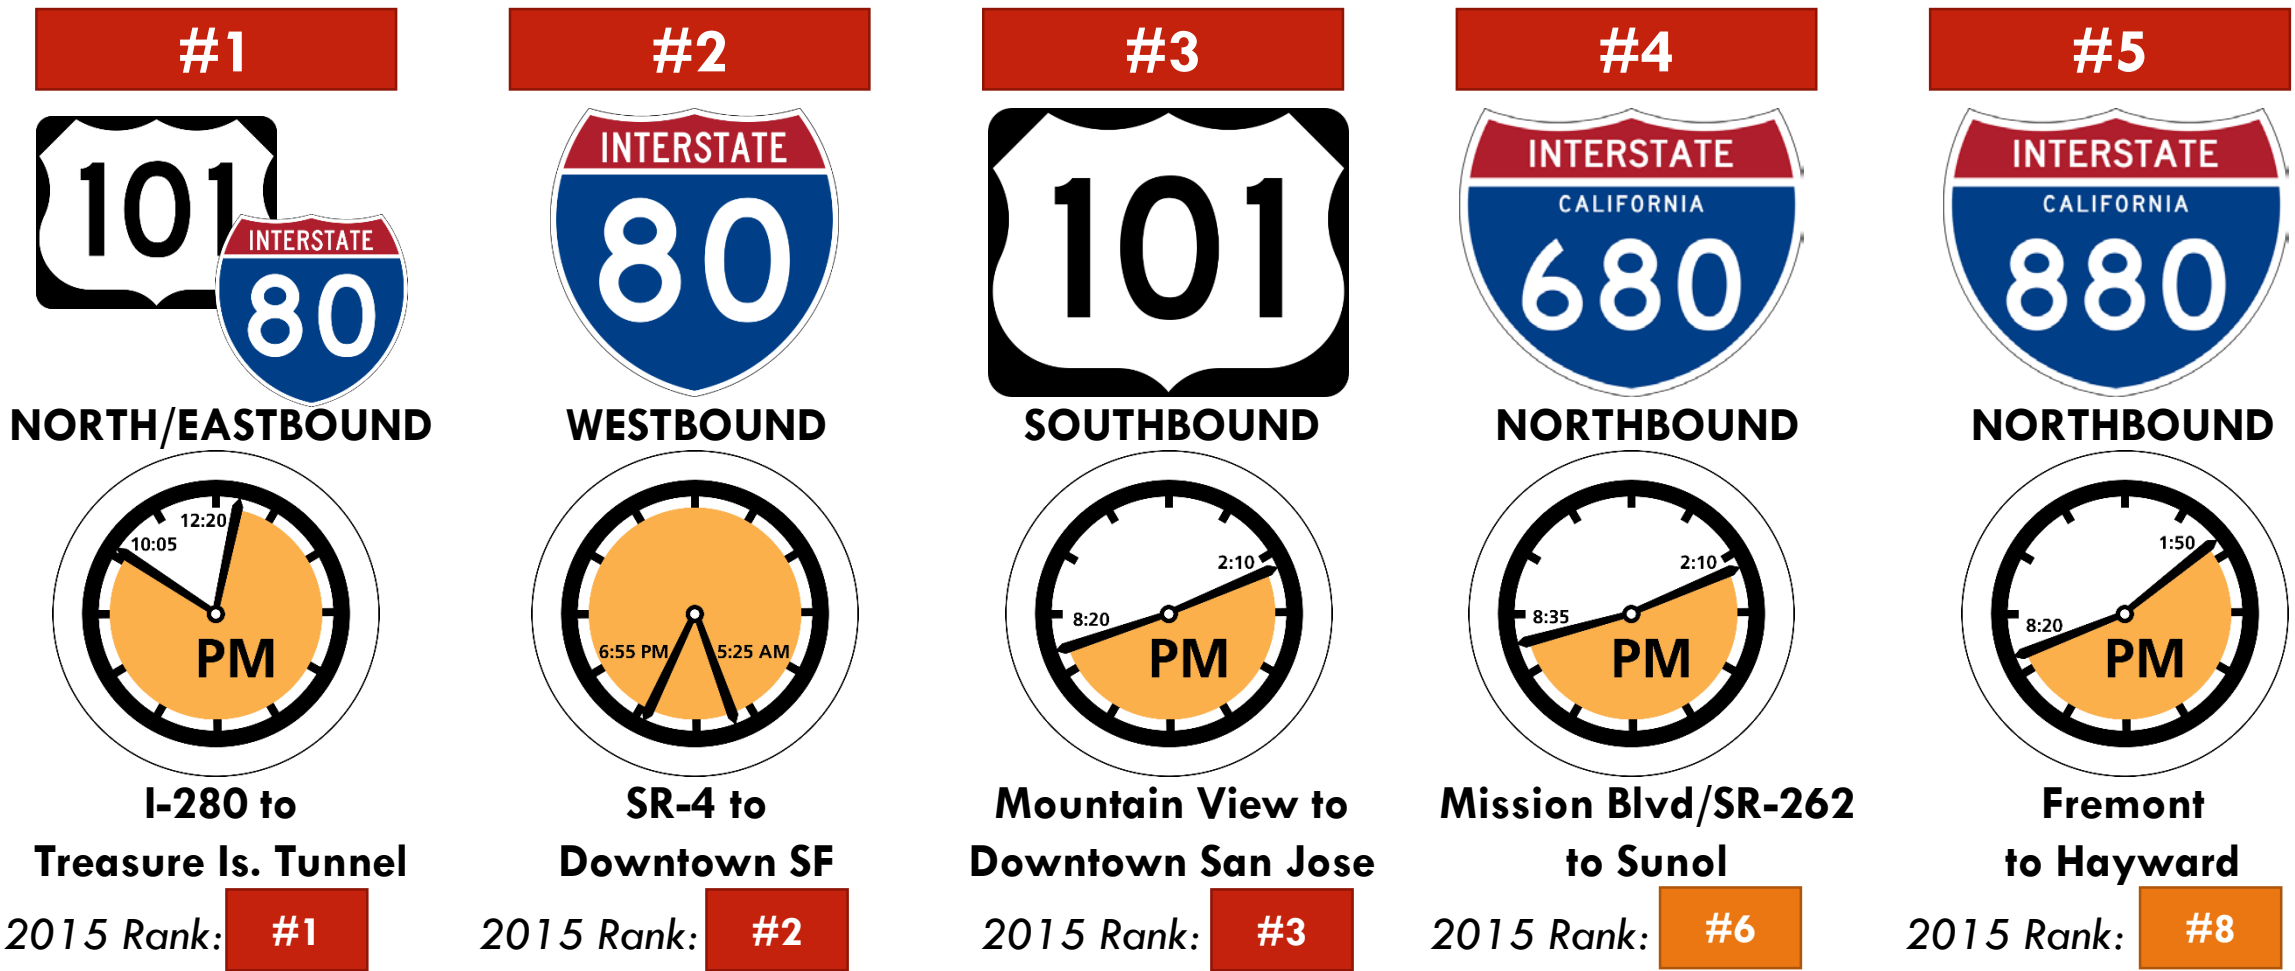 #1
101
INTERSTATE
80
NORTH/EASTBOUND
12:20
10:05
PM
I-280 to
Treasure Is. Tunnel
2015 Rank: #1
#2
INTERSTATE
80
WESTBOUND
6:55 PM
5:25 AM
SR-4 to
Downtown SF
2015 Rank: #2
#3
101
SOUTHBOUND
2:10
8:20
PM
Mountain View to
Downtown San Jose
2015 Rank: #3
#4
INTERSTATE
CALIFORNIA
680
NORTHBOUND
2:10
8:35
PM
Mission Blvd/SR-262
to Sunol
2015 Rank: #6
#5
INTERSTATE
CALIFORNIA
880
NORTHBOUND
1:50
8:20
PM
Fremont
to Hayward
2015 Rank: #8